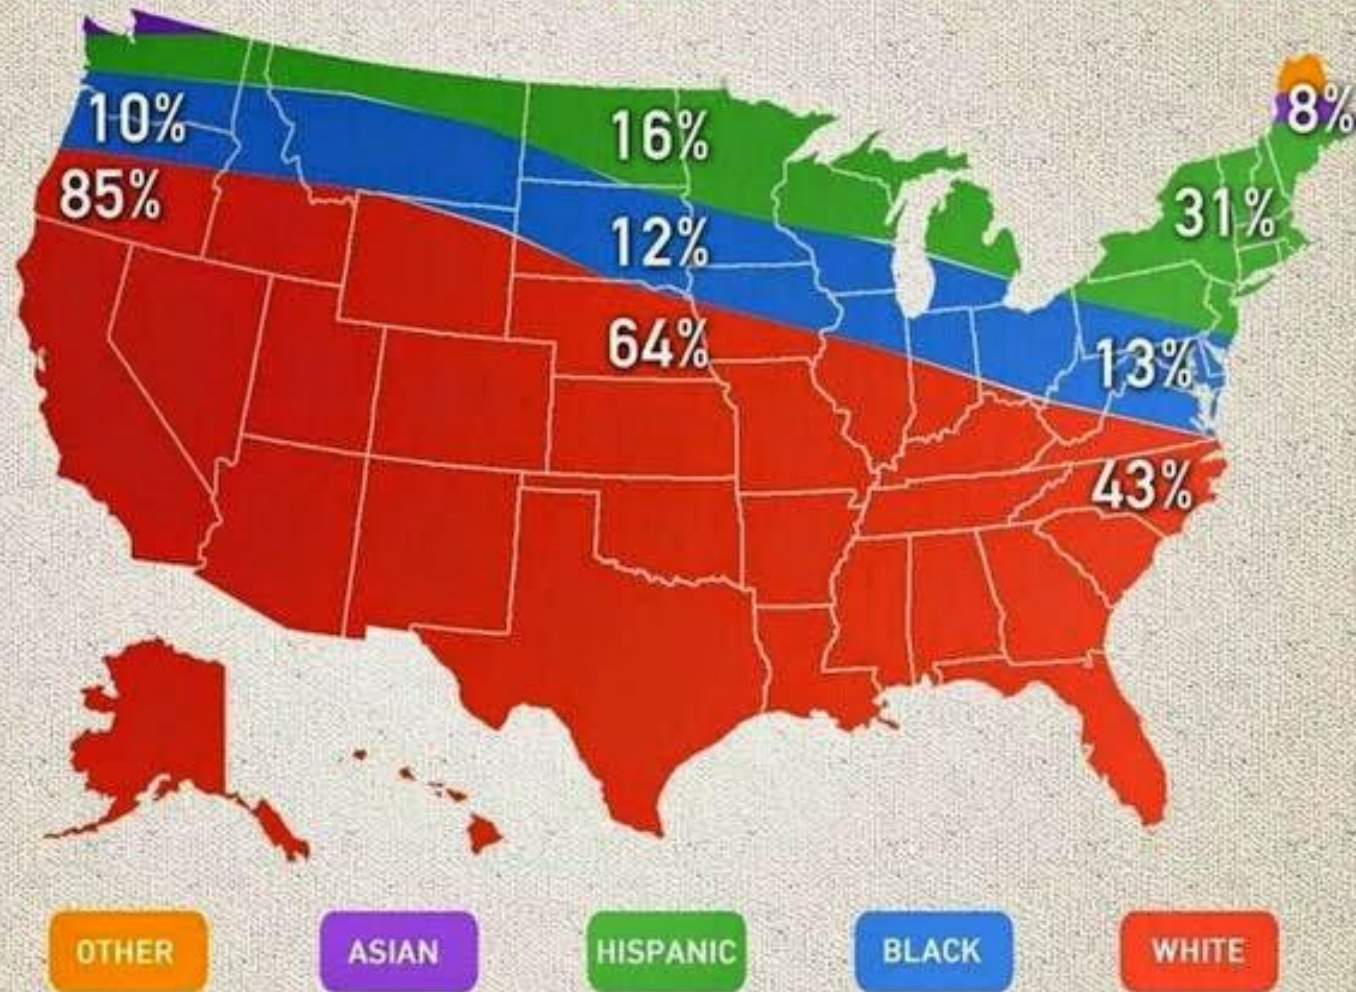 10%
85%
16%
12%
64%
8%
31%
13%
43%
OTHER
ASIAN
HISPANIC
BLACK
WHITE